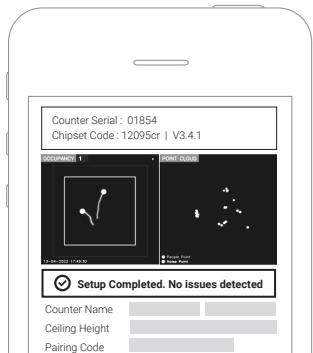 Counter Serial : 01854
Chipset Code : 12095cr | V3.4.1
OCCUPANCY 1
POINT CLOUD
People Point
Noise Point
13-04-2022 17:49:30
Setup Completed. No issues detected
Counter Name
Ceiling Height
Pairing Code